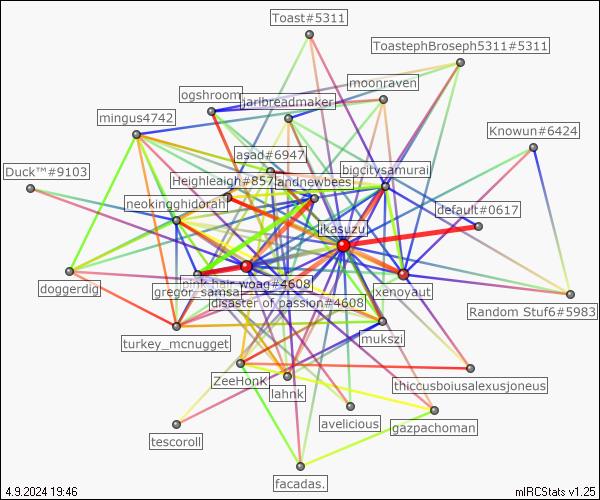 Toast#5311
ToastephBroseph5311#5311
moonraven
ogshroom
jarlbreadmaker
mingus4742
Knowun#6424
asad#6947
bigcitysamurai
Duck™#9103
Heighleaigh#857
andnewbees
neokingghidorah
default#0617
ikasuzu
pink hair woag#4608
xenoyaut
doggerdig
gregor_samsa
disaster of passion#4608
Random Stuf6#5983
turkey_mcnugget
mukszi
ZeeHonK
thiccusboiusalexusjoneus
lahnk
avelicious
gazpachoman
tescoroll
facadas.
4.9.2024 19:46
mIRCStats v1.25